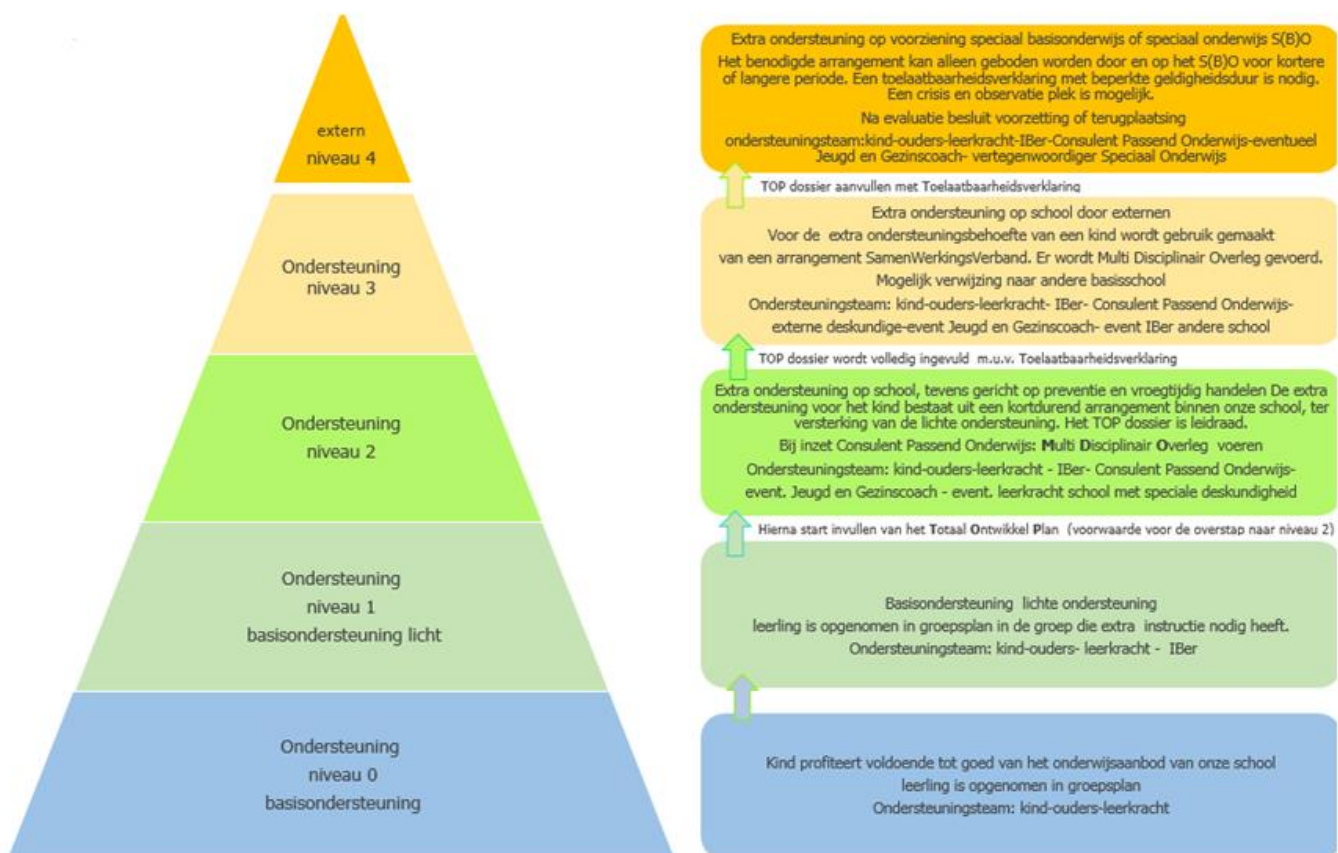 extern
niveau 4
Ondersteuning
niveau 3
Ondersteuning
niveau 2
Ondersteuning
niveau 1
basisondersteuning licht
Ondersteuning
niveau 0
basisondersteuning
Extra ondersteuning op voorziening speciaal basisonderwijs of speciaal onderwijs S(B)O
Het benodigde arrangement kan alleen geboden worden door en op het S(B)O voor kortere
of langere periode. Een toelaatbaarheidsverklaring met beperkte geldigheidsduur is nodig.
Een crisis en observatie plek is mogelijk.
Na evaluatie besluit voorzetting of terugplaatsing
ondersteuningsteam:kind-ouders-leerkracht-IBer-Consulent Passend Onderwijs-eventueel
Jeugd en Gezinscoach- vertegenwoordiger Speciaal Onderwijs
TOP dossier aanvullen met Toelaatbaarheidsverklaring
Extra ondersteuning op school door externen
Voor de extra ondersteuningsbehoefte van een kind wordt gebruik gemaakt
van een arrangement SamenWerkingsVerband. Er wordt Multi Disciplinair Overleg gevoerd.
Mogelijk verwijzing naar andere basisschool
Ondersteuningsteam: kind-ouders-leerkracht- IBer- Consulent Passend Onderwijs-
externe deskundige-event Jeugd en Gezinscoach- event IBer andere school
TOP dossier wordt volledig ingevuld m.u.v. Toelaatbaarheidsverklaring
Extra ondersteuning op school, tevens gericht op preventie en vroegtijdig handelen De extra
ondersteuning voor het kind bestaat uit een kortdurend arrangement binnen onze school, ter
versterking van de lichte ondersteuning. Het TOP dossier is leidraad.
Bij inzet Consulent Passend Onderwijs: Multi Disciplinair Overleg voeren
Ondersteuningsteam: kind-ouders-leerkracht - IBer- Consulent Passend Onderwijs-
event. Jeugd en Gezinscoach - event. leerkracht school met speciale deskundigheid
Hierna start invullen van het Totaal Ontwikkel Plan (voorwaarde voor de overstap naar niveau 2)
Basisondersteuning lichte ondersteuning
leerling is opgenomen in groepsplan in de groep die extra instructie nodig heeft.
Ondersteuningsteam: kind-ouders- leerkracht - IBer
Kind profiteert voldoende tot goed van het onderwijsaanbod van onze school
leerling is opgenomen in groepsplan
Ondersteuningsteam: kind-ouders-leerkracht